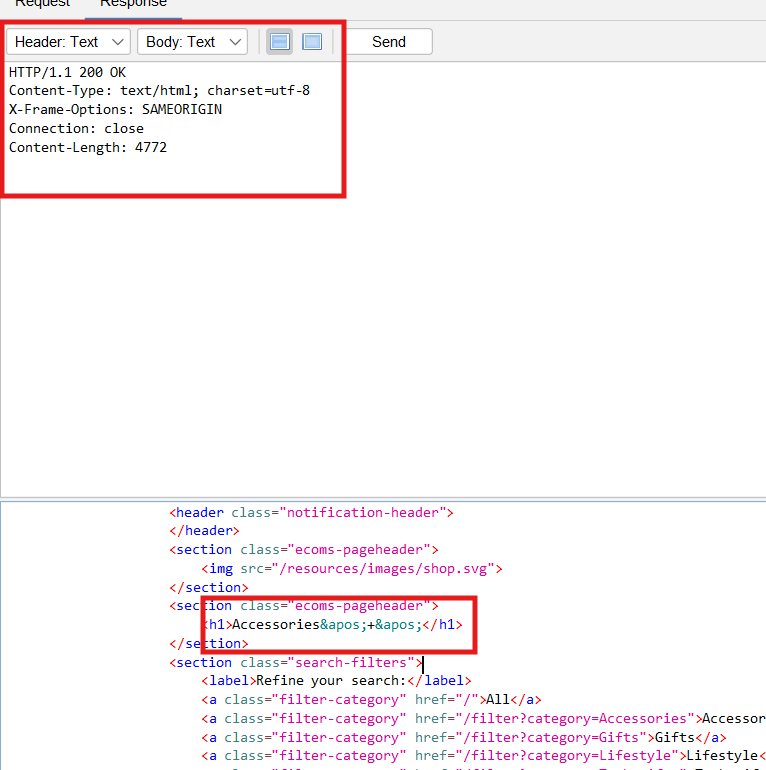 Request Response
Header: Text Body: Text Send
HTTP/1.1 200 OK
Content-Type: text/html; charset=utf-8
X-Frame-Options: SAMEORIGIN
Connection: close
Content-Length: 4772
<header class="notification-header">
</header>
<section class="ecoms-pageheader">
<img src="/resources/images/shop.svg">
</section>
<section class="ecoms-pageheader">
<h1>Accessories&apos;+&apos;</h1>
</section>
<section class="search-filters">
<label>Refine your search:</label>
<a class="filter-category" href="/">All</a>
<a class="filter-category" href="/filter?category=Accessories">Accessor
<a class="filter-category" href="/filter?category=Gifts">Gifts</a>
<a class="filter-category" href="/filter?category=Lifestyle">Lifestyle<